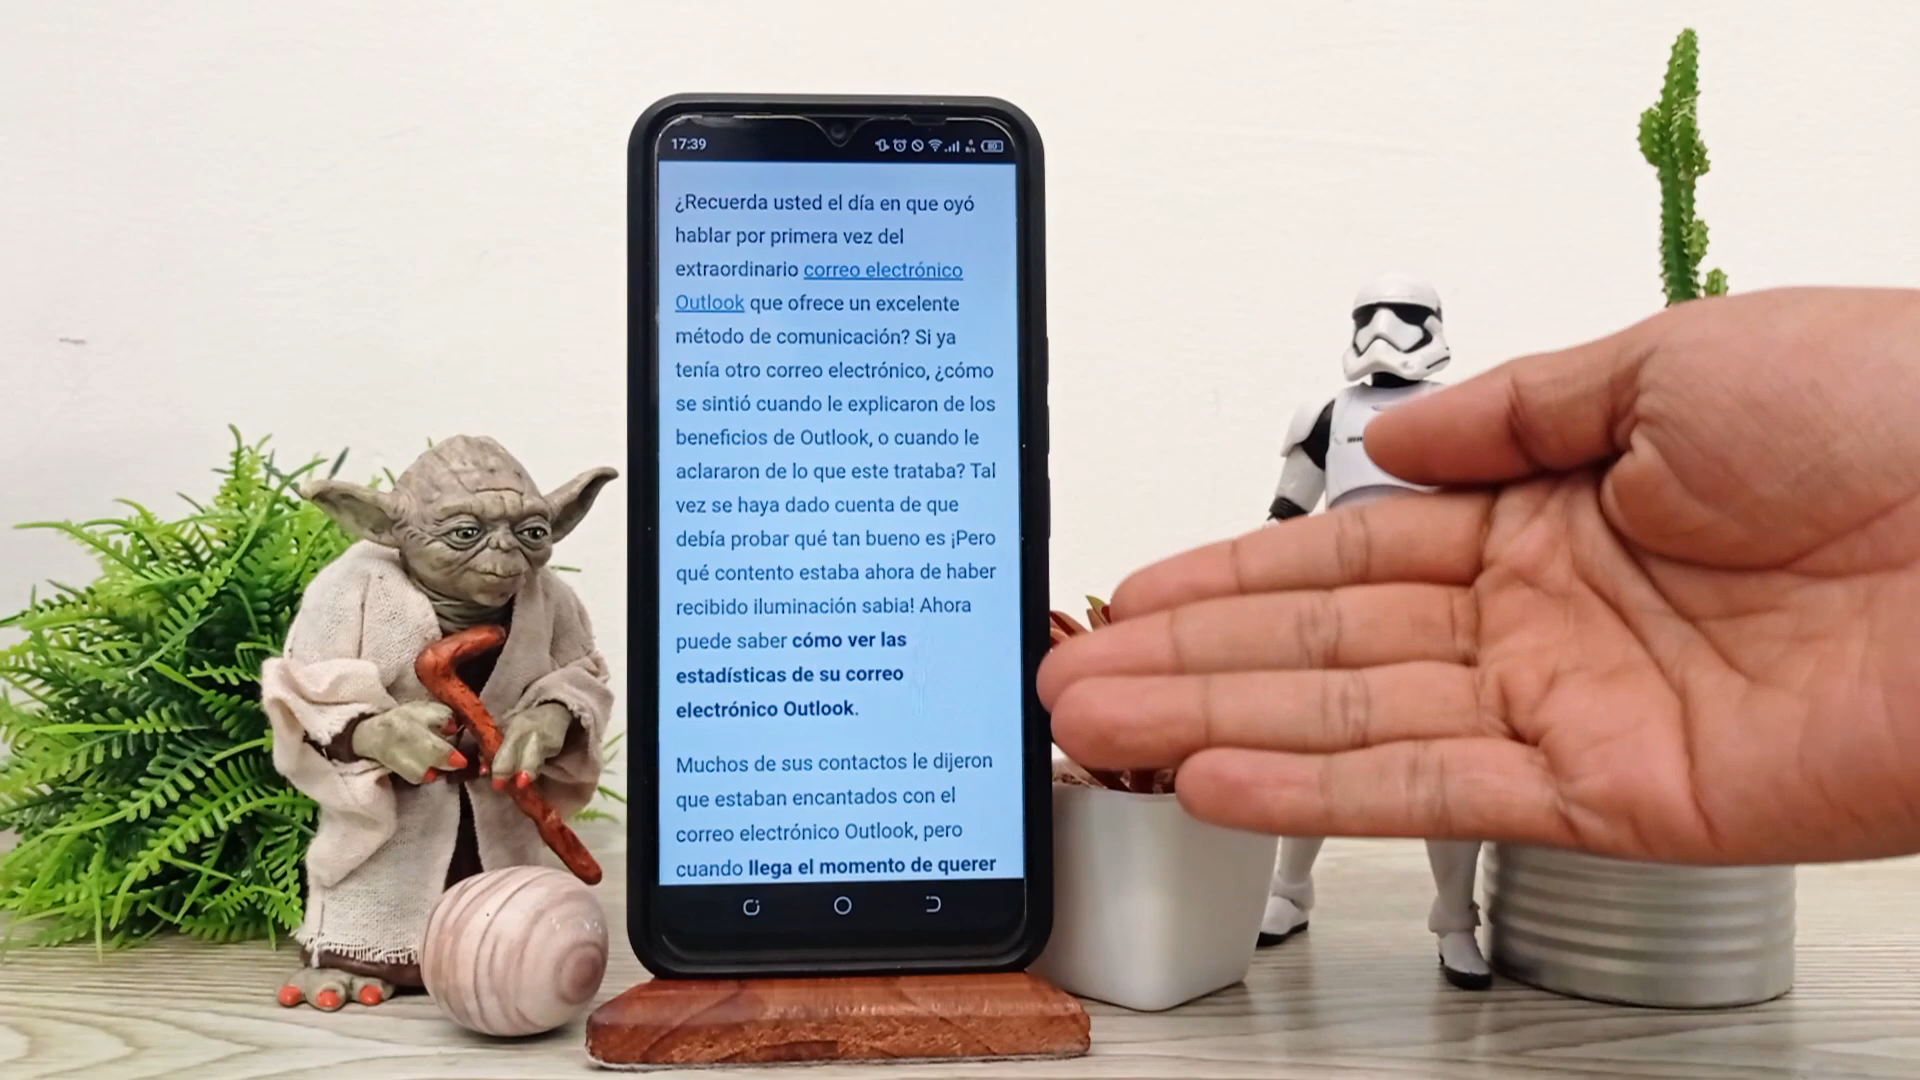 17:39
¿Recuerda usted el día en que oyó
hablar por primera vez del
extraordinario correo electrónico
Outlook que ofrece un excelente
método de comunicación? Si ya
tenía otro correo electrónico, ¿cómo
se sintió cuando le explicaron de los
beneficios de Outlook, o cuando le
aclararon de lo que este trataba? Tal
vez se haya dado cuenta de que
debía probar qué tan bueno es ¡Pero
qué contento estaba ahora de haber
recibido iluminación sabia! Ahora
puede saber cómo ver las
estadísticas de su correo
electrónico Outlook.
Muchos de sus contactos le dijeron
que estaban encantados con el
correo electrónico Outlook, pero
cuando llega el momento de querer